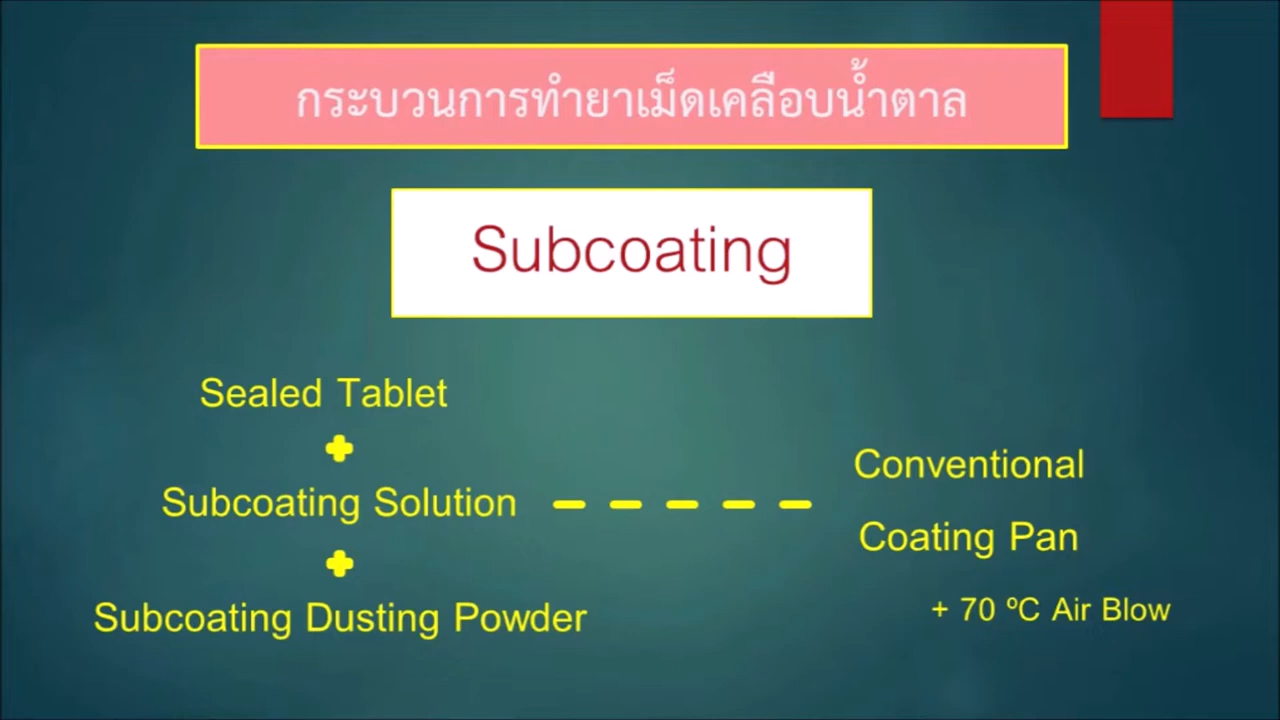 กระบวนการทำยาเม็ดเคลือบน้ำตาล
Subcoating
Sealed Tablet
+
Subcoating Solution
+
Subcoating Dusting Powder
Conventional
Coating Pan
+ 70 ºC Air Blow